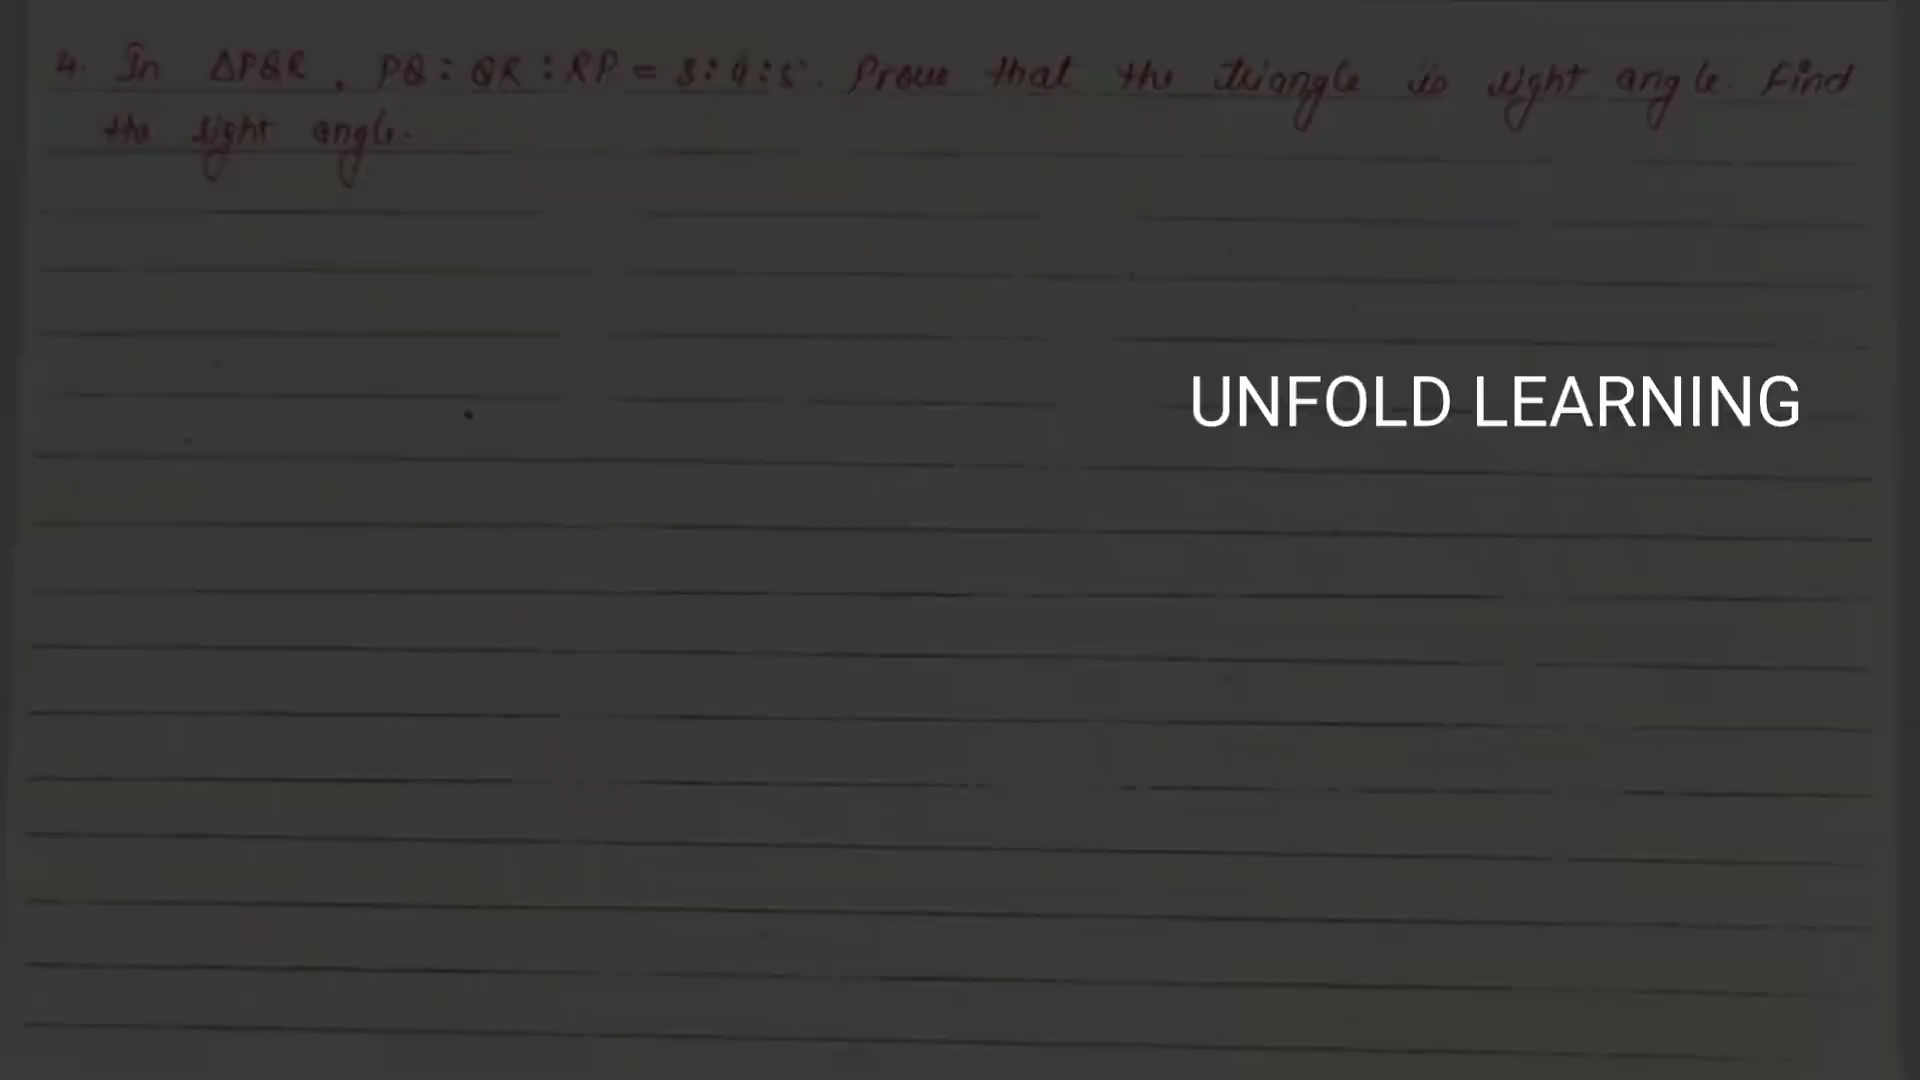 4. In ΔPQR, PQ : QR : RP = 3:4:5. Prove that the triangle is right angle. Find
the right angle.
UNFOLD LEARNING